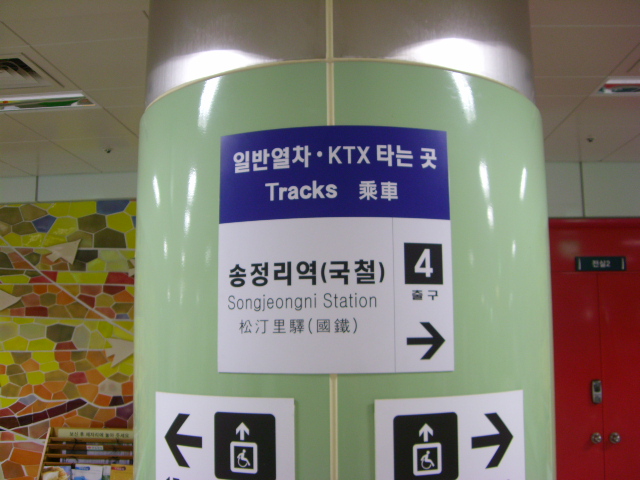 일반열차·KTX 타는 곳
Tracks 乘車
송정리역(국철)
Songjeongni Station
松汀里驛(國鐵)
4
출구